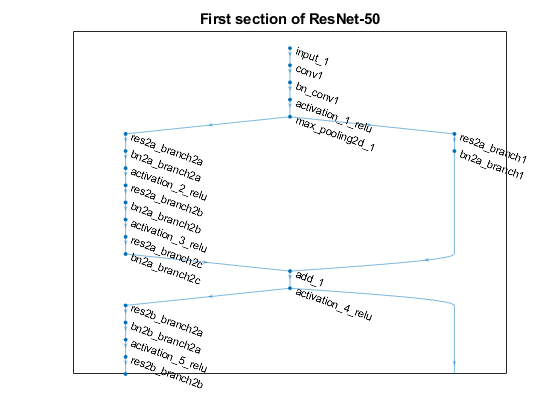 First section of ResNet-50
input_1
conv1
bn_conv1
activation_1_relu
max_pooling2d_1
res2a_branch2a
bn2a_branch2a
activation_2_relu
res2a_branch2b
bn2a_branch2b
activation_3_relu
res2a_branch2c
bn2a_branch2c
res2a_branch1
bn2a_branch1
add_1
activation_4_relu
res2b_branch2a
bn2b_branch2a
activation_5_relu
res2b_branch2b